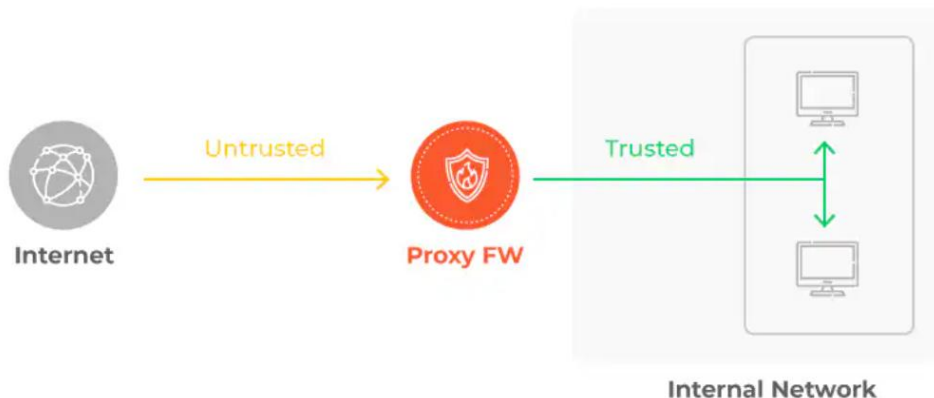 Untrusted
Trusted
Internet
Proxy FW
Internal Network